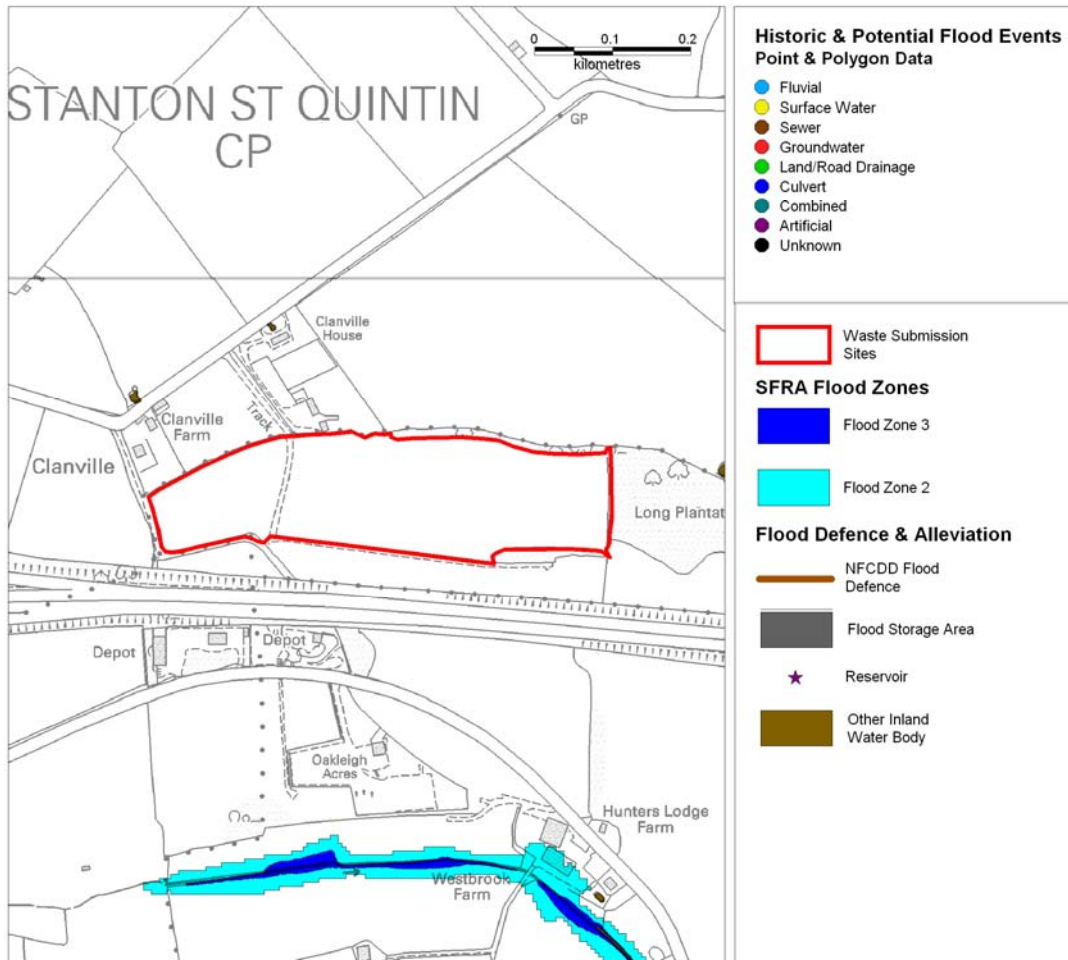 0 0.1 0.2
kilometres
STANTON ST QUINTIN
CP
GP
Clanville
House
Track
Clanville
Farm
Clanville
Long Plantat
Depot
Depot
Oakleigh
Acres
Hunters Lodge
Farm
Westbrook
Farm
Historic & Potential Flood Events
Point & Polygon Data
Fluvial
Surface Water
Sewer
Groundwater
Land/Road Drainage
Culvert
Combined
Artificial
Unknown
Waste Submission
Sites
SFRA Flood Zones
Flood Zone 3
Flood Zone 2
Flood Defence & Alleviation
NFCDD Flood
Defence
Flood Storage Area
Reservoir
Other Inland
Water Body